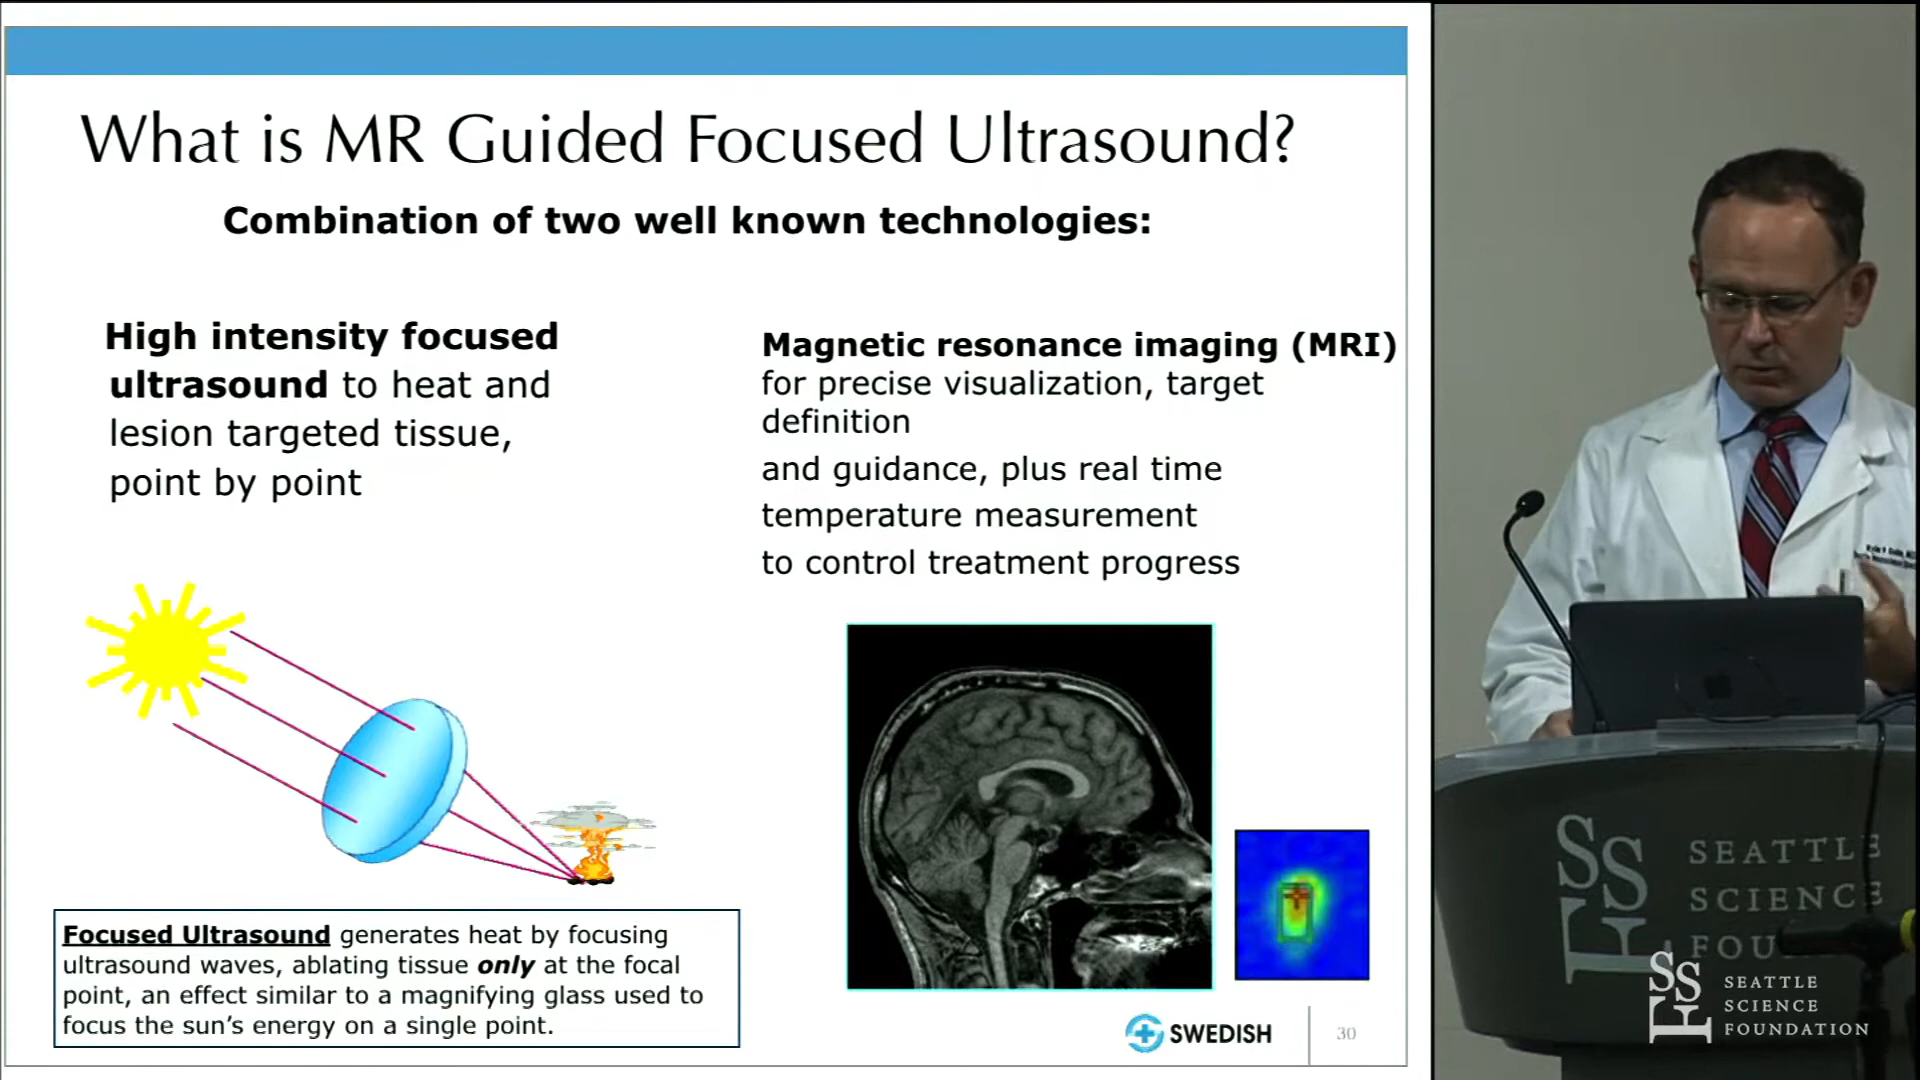 What is MR Guided Focused Ultrasound?
Combination of two well known technologies:
High intensity focused
ultrasound to heat and
lesion targeted tissue,
point by point
Magnetic resonance imaging (MRI)
for precise visualization, target
definition
and guidance, plus real time
temperature measurement
to control treatment progress
Focused Ultrasound generates heat by focusing
ultrasound waves, ablating tissue only at the focal
point, an effect similar to a magnifying glass used to
focus the sun's energy on a single point.
SWEDISH
30
SEATTLE
SCIENCE
FOU
SEATTLE
SCIENCE
FOUNDATION